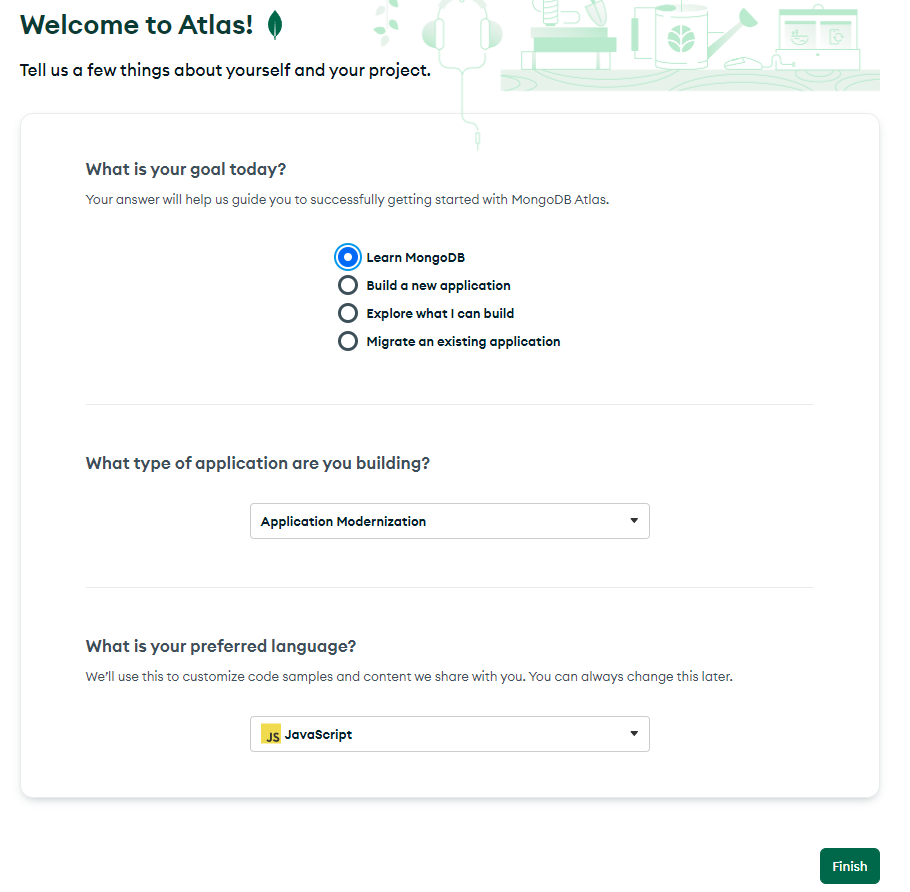 Welcome to Atlas!
Tell us a few things about yourself and your project.
What is your goal today?
Your answer will help us guide you to successfully getting started with MongoDB Atlas.
Learn MongoDB
Build a new application
Explore what I can build
Migrate an existing application
What type of application are you building?
Application Modernization
What is your preferred language?
We'll use this to customize code samples and content we share with you. You can always change this later.
JS JavaScript
Finish